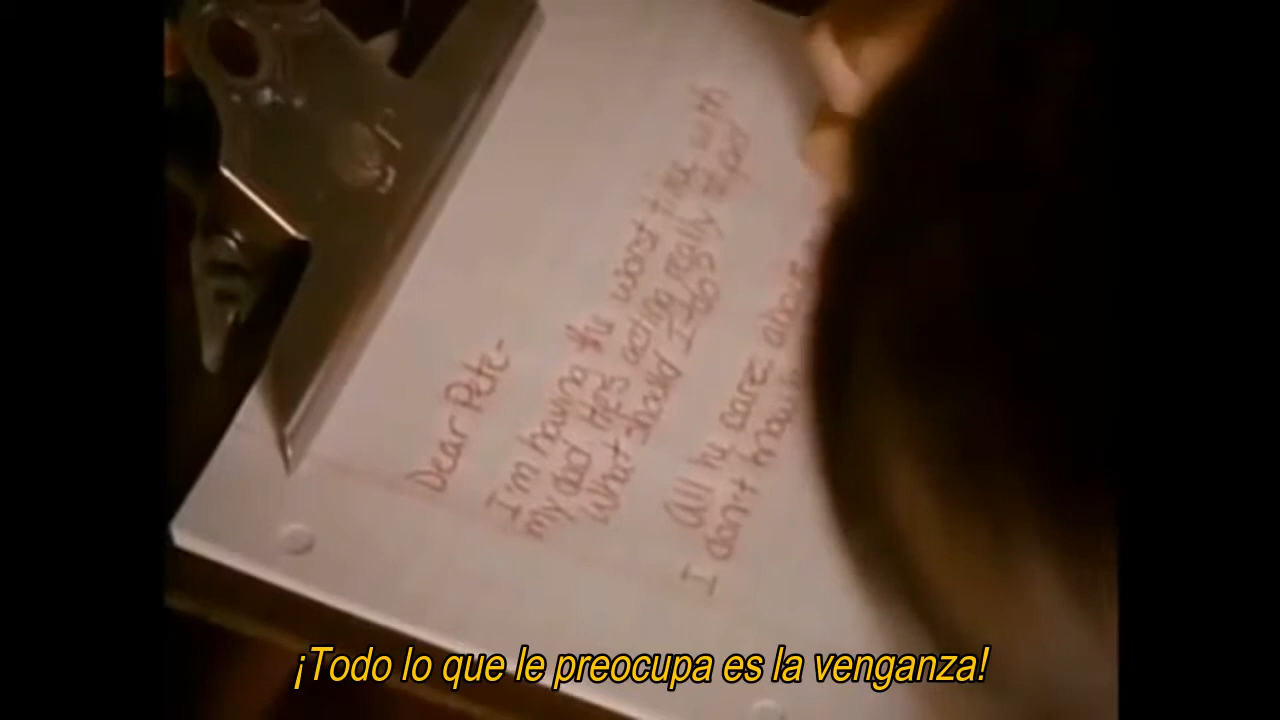 Dear Pete-
I'm having the worst time with
my dad. He's acting really stupid
What should I do?
All he care about
I don't know
¡Todo lo que le preocupa es la venganza!